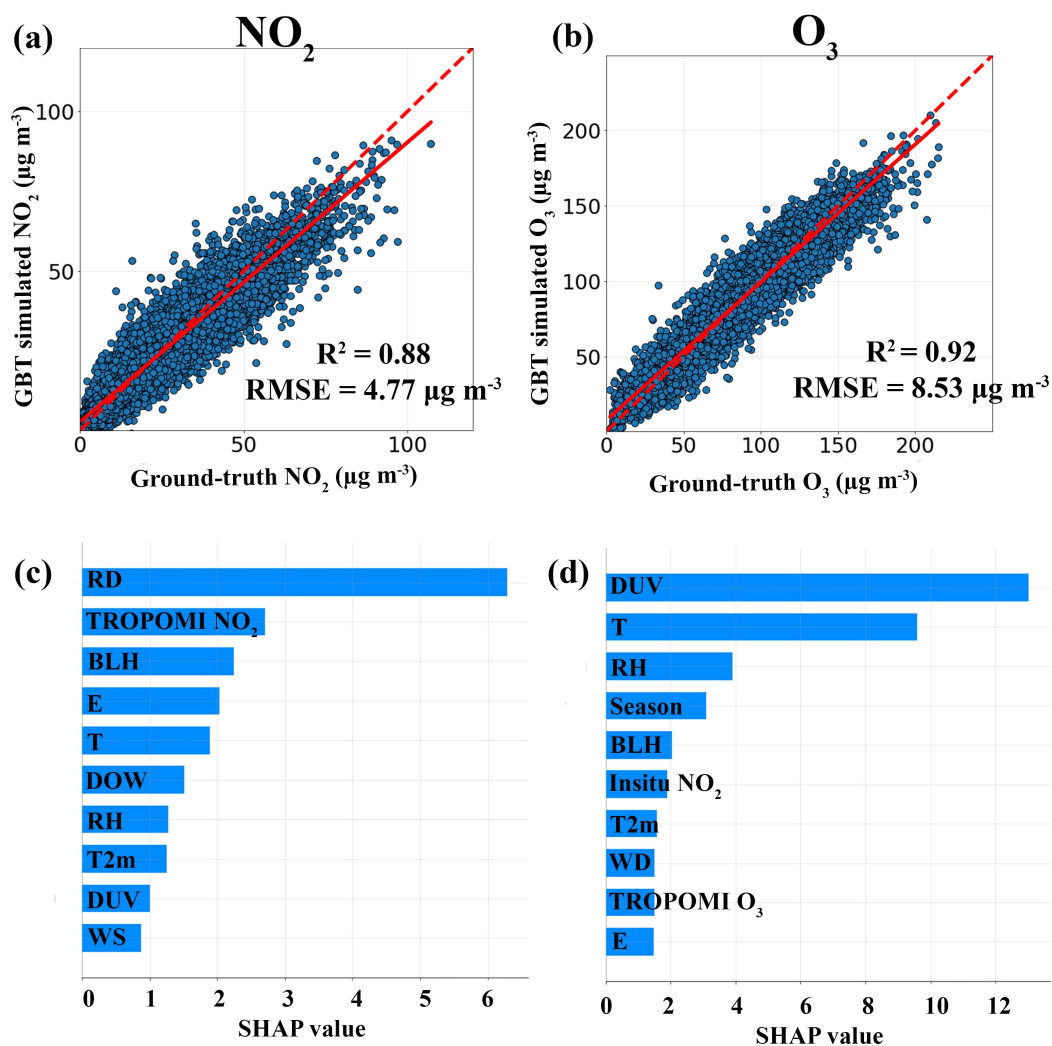 (a)
NO₂
GBT simulated NO₂ (µg m⁻³)
100
50
R² = 0.88
RMSE = 4.77 µg m⁻³
0
50
100
Ground-truth NO₂ (µg m⁻³)
(b)
O₃
GBT simulated O₃ (µg m⁻³)
200
150
100
50
R² = 0.92
RMSE = 8.53 µg m⁻³
0
50
100
150
200
Ground-truth O₃ (µg m⁻³)
(c)
RD
TROPOMI NO₂
BLH
E
T
DOW
RH
T2m
DUV
WS
0 1 2 3 4 5 6
SHAP value
(d)
DUV
T
RH
Season
BLH
Insitu NO₂
T2m
WD
TROPOMI O₃
E
0 2 4 6 8 10 12
SHAP value